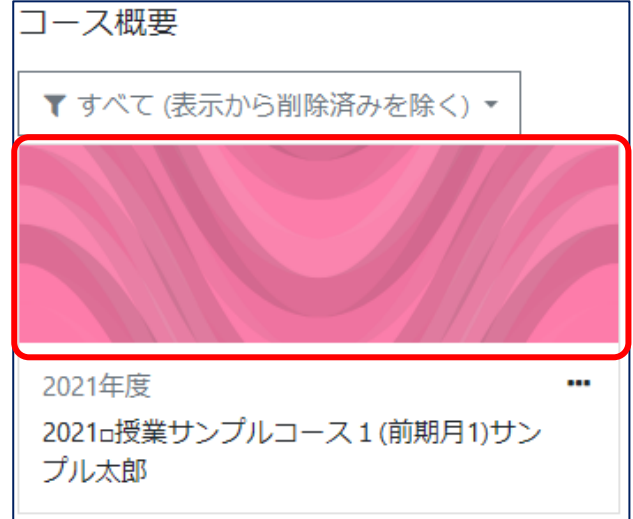 コース概要
すべて (表示から削除済みを除く)
2021年度
2021□授業サンプルコース１(前期月1)サン
プル太郎